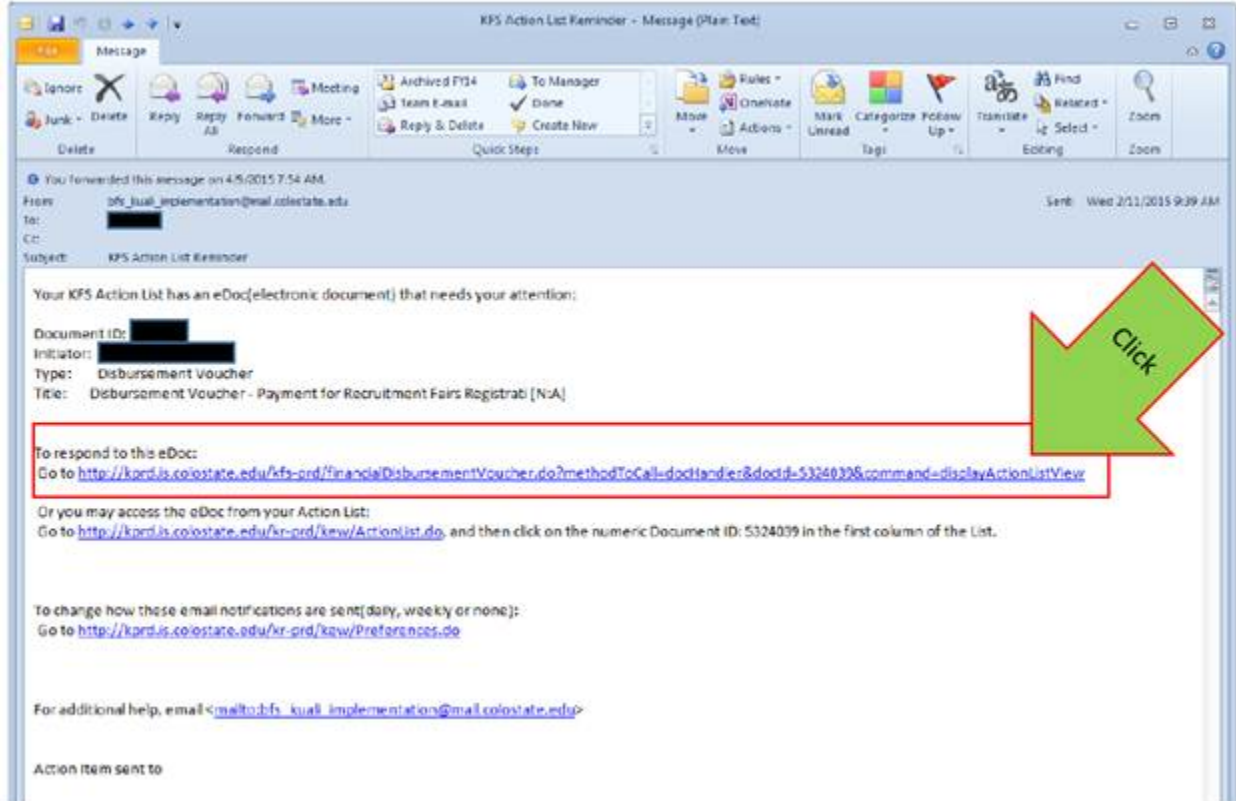 KFS Action List Reminder - Message (Plain Text)
File Message
Ignore Delete Reply Reply All Forward Meeting Archived FY14 To Manager Move Rules OneNote Mark Unread Categorize Follow Up Translate Find Related Zoom
Junk More Team E-mail Done Actions Select
Reply & Delete Create New
Delete Respond Quick Steps Move Tags Editing Zoom
You forwarded this message on 4/9/2015 7:54 AM.
From: bfs_kuali_implementation@mail.colostate.edu Sent: Wed 2/11/2015 9:39 AM
To:
Cc:
Subject: KFS Action List Reminder
Your KFS Action List has an eDoc(electronic document) that needs your attention:
Document ID:
Initiator:
Type: Disbursement Voucher
Title: Disbursement Voucher - Payment for Recruitment Fairs Registrati [N:A]
Click
To respond to this eDoc:
Go to http://kprd.is.colostate.edu/kfs-prd/financialDisbursementVoucher.do?methodToCall=docHandler&docId=5324039&command=displayActionListView
Or you may access the eDoc from your Action List:
Go to http://kprd.is.colostate.edu/kr-prd/kew/ActionList.do, and then click on the numeric Document ID: 5324039 in the first column of the List.
To change how these email notifications are sent(daily, weekly or none):
Go to http://kprd.is.colostate.edu/kr-prd/kew/Preferences.do
For additional help, email <mailto:bfs_kuali_implementation@mail.colostate.edu>
Action Item sent to